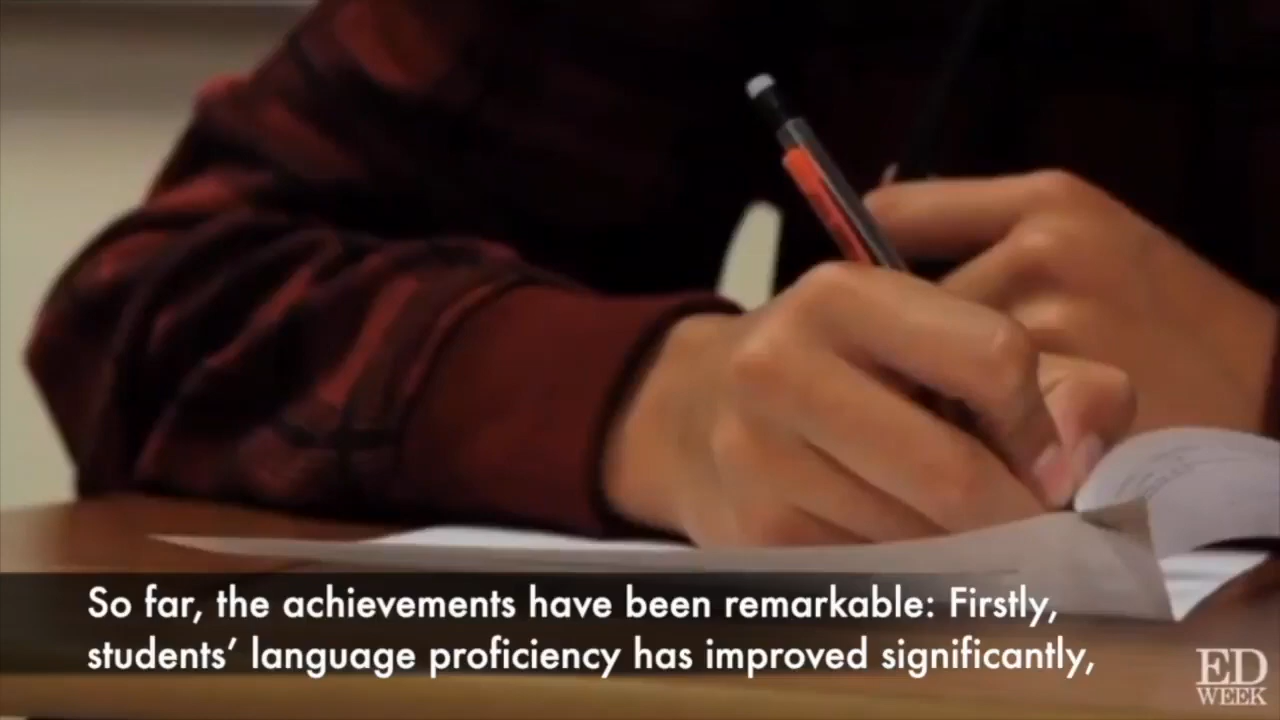 So far, the achievements have been remarkable: Firstly,
students’ language proficiency has improved significantly,
ED
WEEK